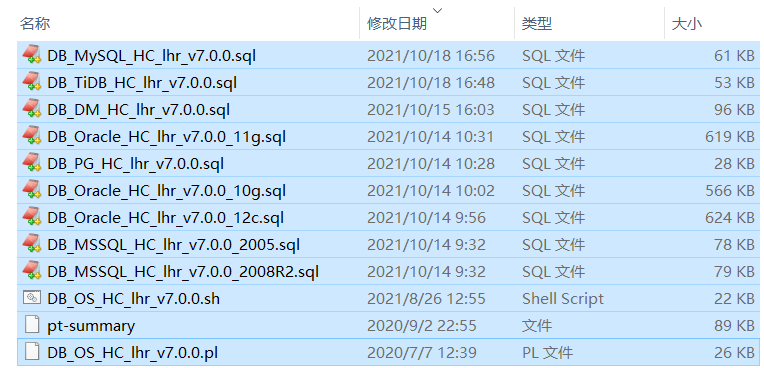 名称 修改日期 类型 大小
DB_MySQL_HC_lhr_v7.0.0.sql 2021/10/18 16:56 SQL 文件 61 KB
DB_TiDB_HC_lhr_v7.0.0.sql 2021/10/18 16:48 SQL 文件 53 KB
DB_DM_HC_lhr_v7.0.0.sql 2021/10/15 16:03 SQL 文件 96 KB
DB_Oracle_HC_lhr_v7.0.0_11g.sql 2021/10/14 10:31 SQL 文件 619 KB
DB_PG_HC_lhr_v7.0.0.sql 2021/10/14 10:28 SQL 文件 28 KB
DB_Oracle_HC_lhr_v7.0.0_10g.sql 2021/10/14 10:02 SQL 文件 566 KB
DB_Oracle_HC_lhr_v7.0.0_12c.sql 2021/10/14 9:56 SQL 文件 624 KB
DB_MSSQL_HC_lhr_v7.0.0_2005.sql 2021/10/14 9:32 SQL 文件 78 KB
DB_MSSQL_HC_lhr_v7.0.0_2008R2.sql 2021/10/14 9:32 SQL 文件 79 KB
DB_OS_HC_lhr_v7.0.0.sh 2021/8/26 12:55 Shell Script 22 KB
pt-summary 2020/9/2 22:55 文件 89 KB
DB_OS_HC_lhr_v7.0.0.pl 2020/7/7 12:39 PL 文件 26 KB